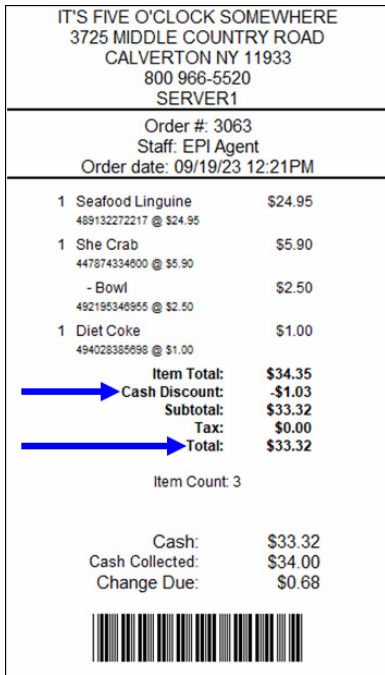 IT'S FIVE O'CLOCK SOMEWHERE
3725 MIDDLE COUNTRY ROAD
CALVERTON NY 11933
800 966-5520
SERVER1
Order #: 3063
Staff: EPI Agent
Order date: 09/19/23 12:21PM
1 Seafood Linguine $24.95
489132272217 @ $24.95
1 She Crab $5.90
447874334600 @ $5.90
- Bowl $2.50
492195346955 @ $2.50
1 Diet Coke $1.00
494028385698 @ $1.00
Item Total: $34.35
Cash Discount: -$1.03
Subtotal: $33.32
Tax: $0.00
Total: $33.32
Item Count: 3
Cash: $33.32
Cash Collected: $34.00
Change Due: $0.68